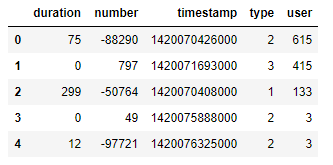 duration number timestamp type user
0 75 -88290 1420070426000 2 615
1 0 797 1420071693000 3 415
2 299 -50764 1420070408000 1 133
3 0 49 1420075888000 2 3
4 12 -97721 1420076325000 2 3